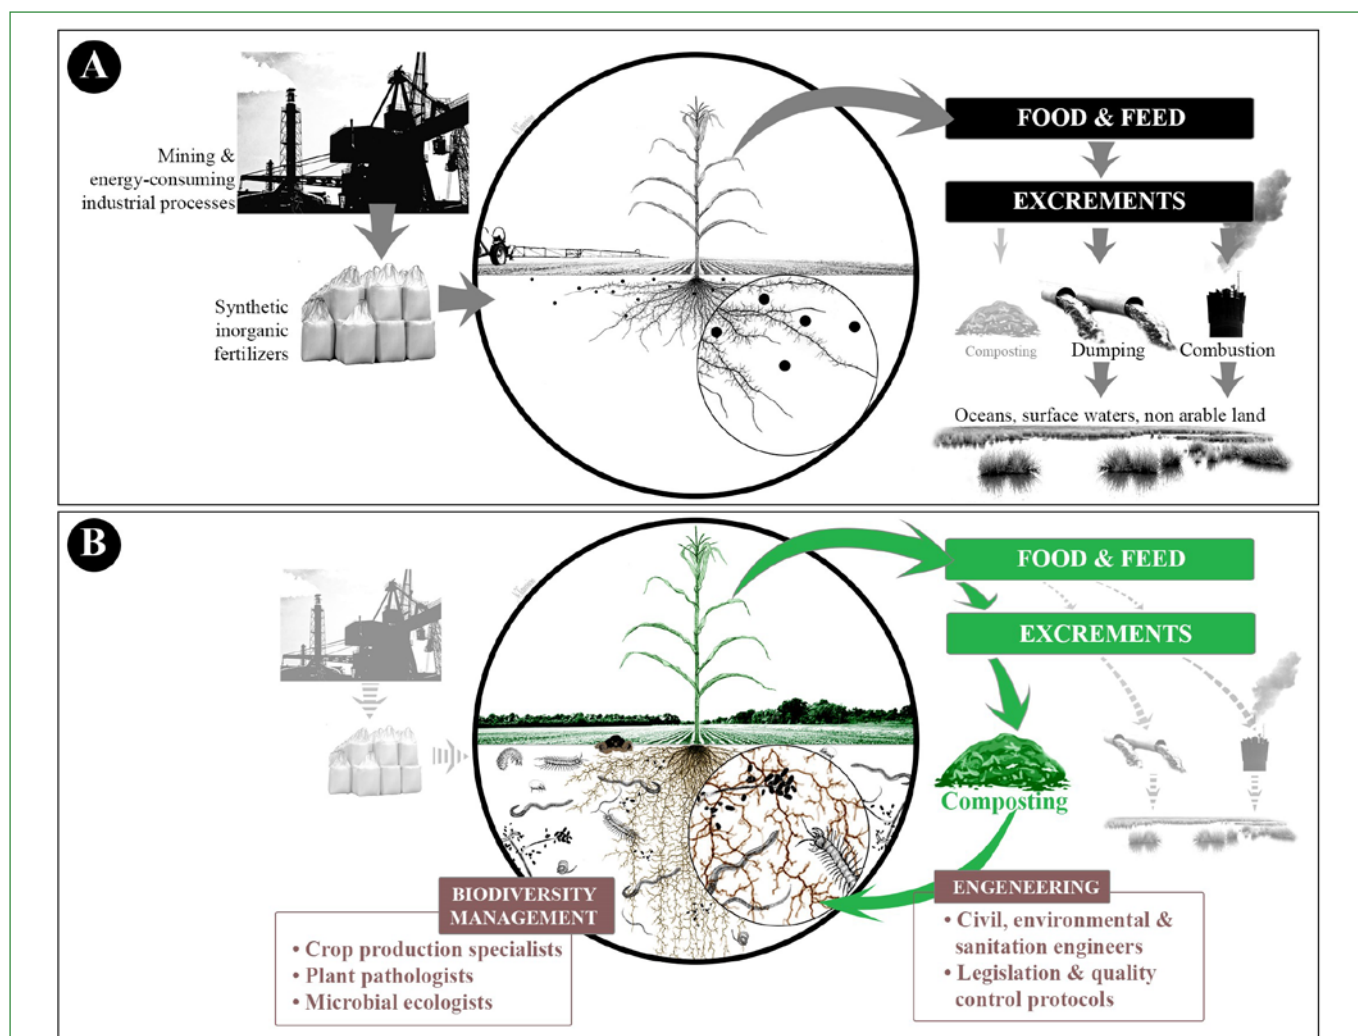 A
Mining &
energy-consuming
industrial processes
Synthetic
inorganic
fertilizers
FOOD & FEED
EXCREMENTS
Composting
Dumping
Combustion
Oceans, surface waters, non arable land
B
FOOD & FEED
EXCREMENTS
Composting
BIODIVERSITY
MANAGEMENT
• Crop production specialists
• Plant pathologists
• Microbial ecologists
ENGENEERING
• Civil, environmental &
sanitation engineers
• Legislation & quality
control protocols